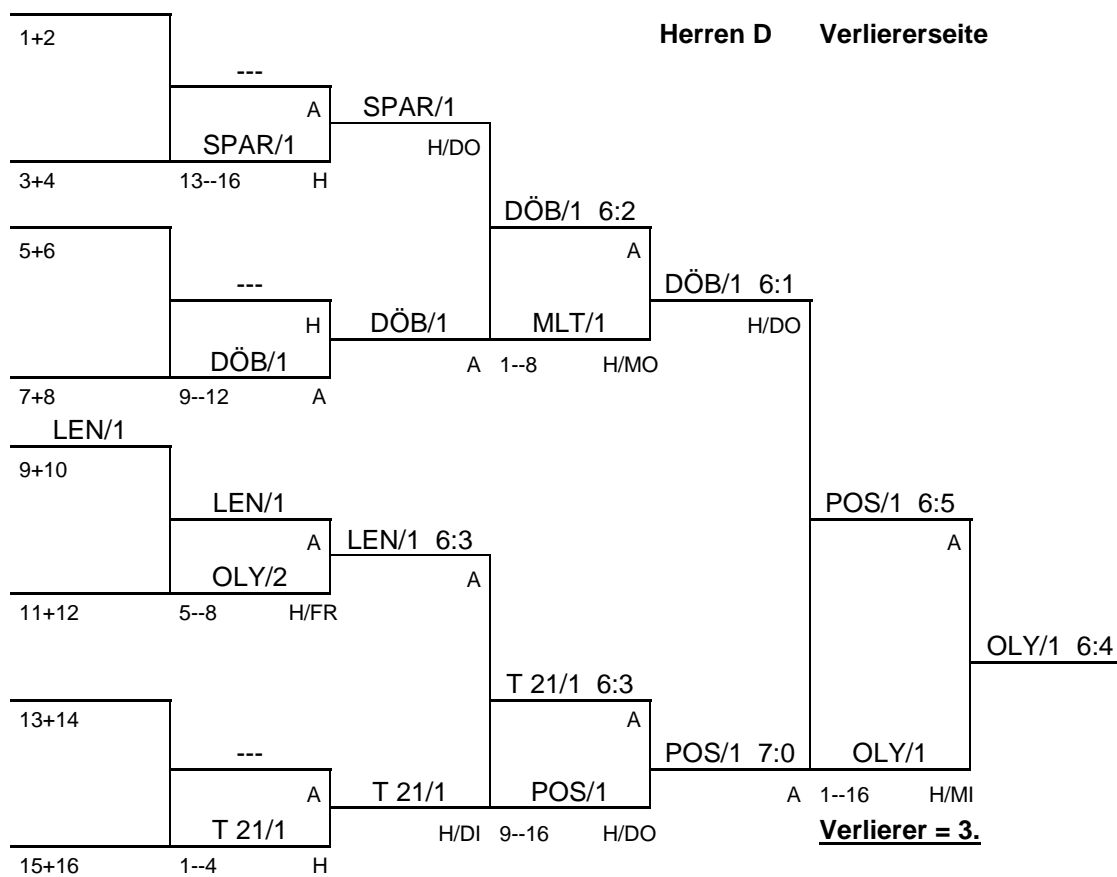 1+2
Herren D Verliererseite
---
A SPAR/1
SPAR/1 H/DO
3+4 13--16 H
DÖB/1 6:2
5+6 A
--- DÖB/1 6:1
H DÖB/1 MLT/1 H/DO
DÖB/1 A 1--8 H/MO
7+8 9--12 A
LEN/1
9+10
LEN/1 POS/1 6:5
A LEN/1 6:3 A
OLY/2 A
11+12 5--8 H/FR
OLY/1 6:4
T 21/1 6:3
13+14 A
--- POS/1 7:0 OLY/1
A T 21/1 POS/1 A 1--16 H/MI
T 21/1 H/DI 9--16 H/DO Verlierer = 3.
15+16 1--4 H